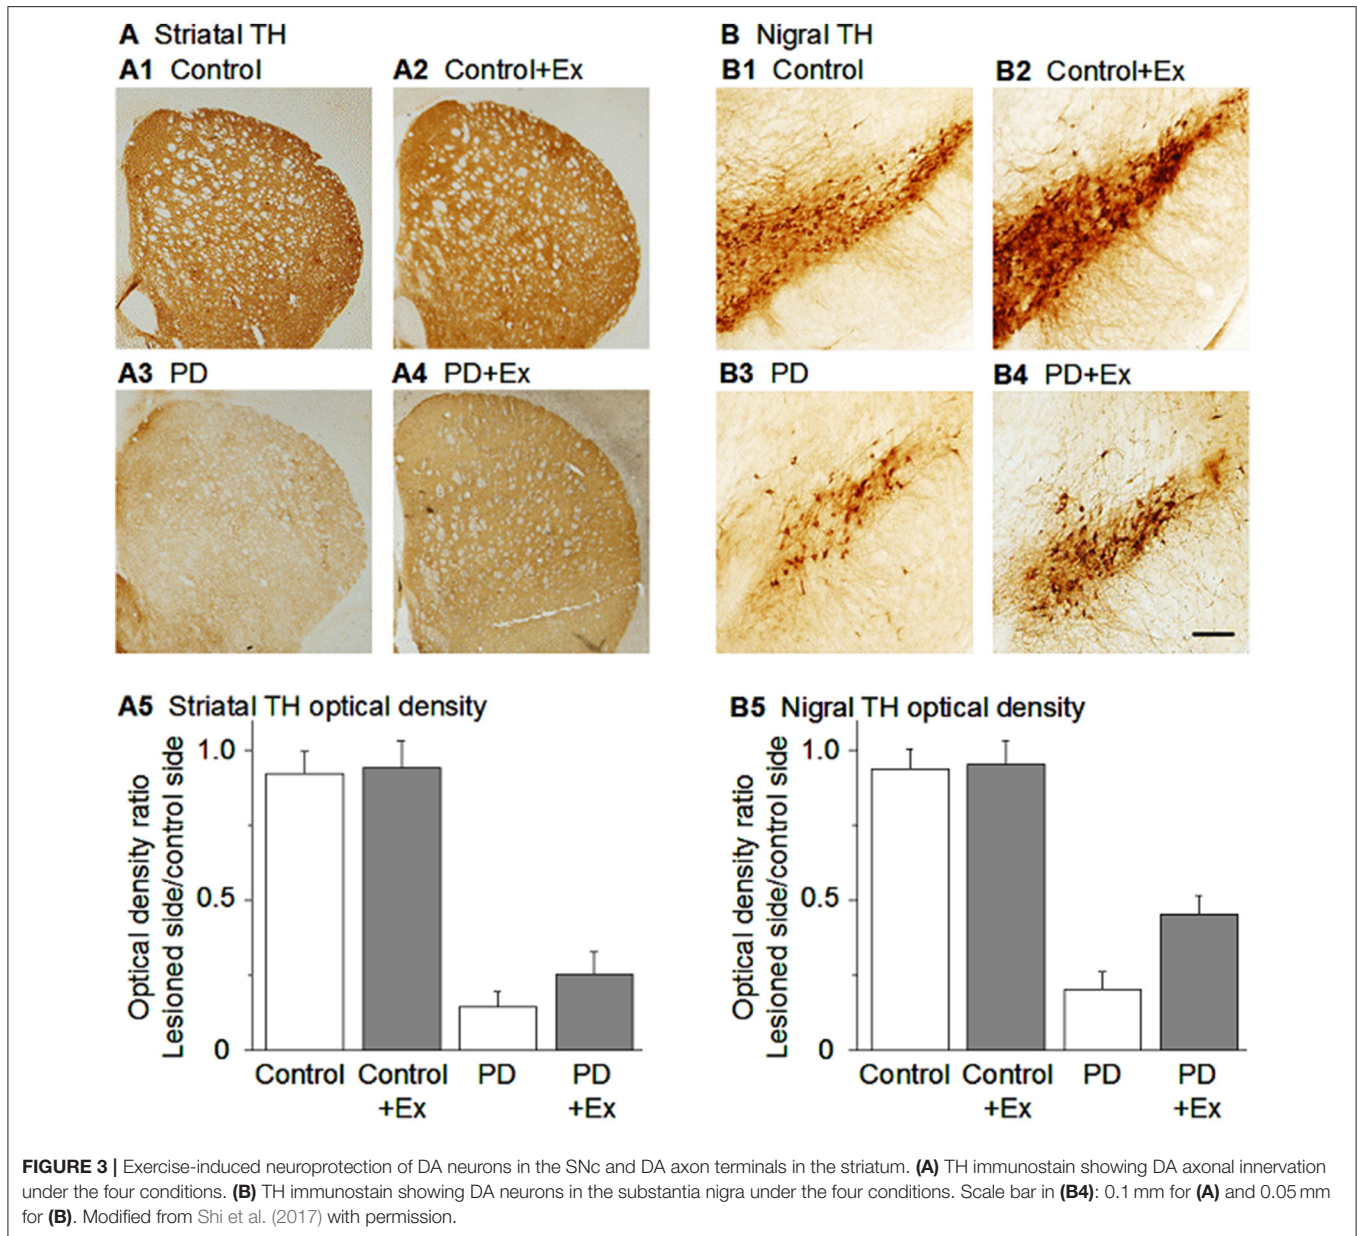 A Striatal TH
A1 Control
A2 Control+Ex
A3 PD
A4 PD+Ex
B Nigral TH
B1 Control
B2 Control+Ex
B3 PD
B4 PD+Ex
A5 Striatal TH optical density
Optical density ratio
Lesioned side/control side
1.0
0.5
0
Control
Control
+Ex
PD
PD
+Ex
B5 Nigral TH optical density
Optical density ratio
Lesioned side/control side
1.0
0.5
0
Control
Control
+Ex
PD
PD
+Ex
FIGURE 3 | Exercise-induced neuroprotection of DA neurons in the SNc and DA axon terminals in the striatum. (A) TH immunostain showing DA axonal innervation
under the four conditions. (B) TH immunostain showing DA neurons in the substantia nigra under the four conditions. Scale bar in (B4): 0.1 mm for (A) and 0.05 mm
for (B). Modified from Shi et al. (2017) with permission.